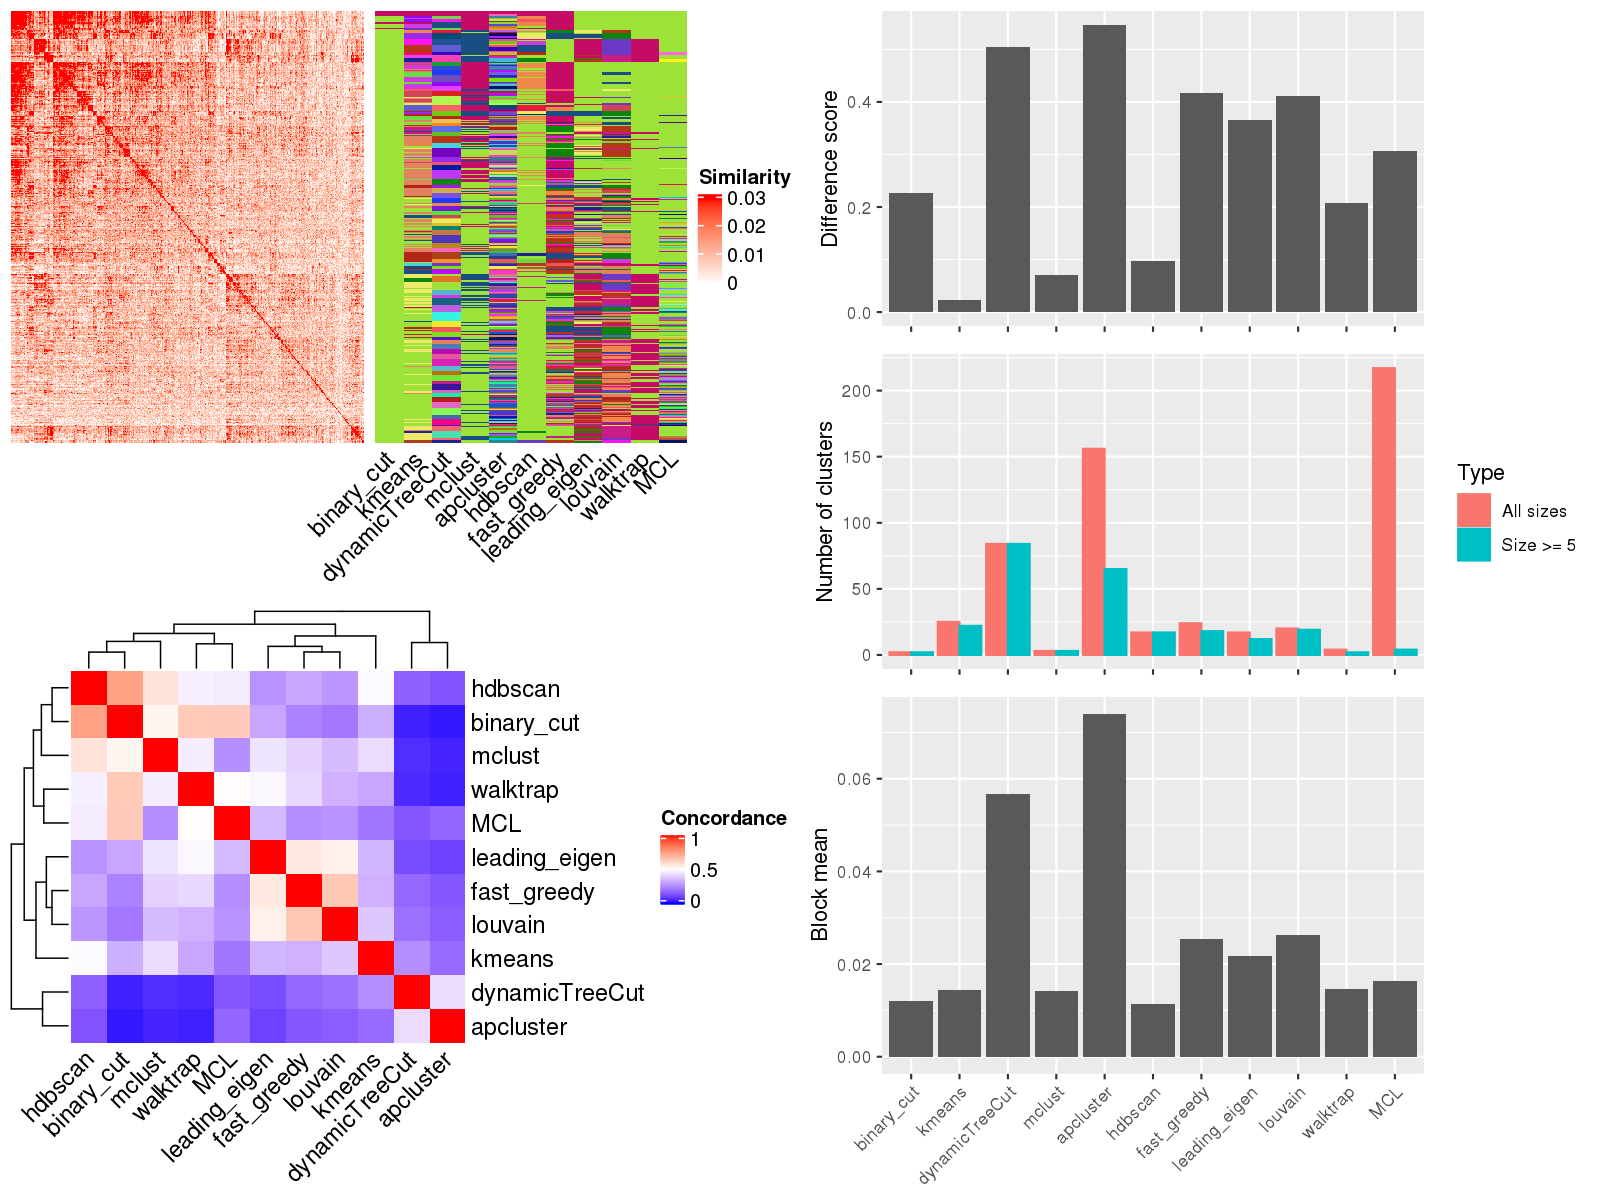 Similarity
0.03
0.02
0.01
0
binary_cut
kmeans
dynamicTreeCut
mclust
apcluster
hdbscan
fast_greedy
leading_eigen
louvain
walktrap
MCL
hdbscan
binary_cut
mclust
walktrap
MCL
leading_eigen
fast_greedy
louvain
kmeans
dynamicTreeCut
apcluster
Concordance
1
0.5
0
hdbscan
binary_cut
mclust
walktrap
MCL
leading_eigen
fast_greedy
louvain
kmeans
dynamicTreeCut
apcluster
Difference score
0.4
0.2
0.0
Number of clusters
200
150
100
50
0
Type
All sizes
Size >= 5
Block mean
0.06
0.04
0.02
0.00
binary_cut
kmeans
dynamicTreeCut
mclust
apcluster
hdbscan
fast_greedy
leading_eigen
louvain
walktrap
MCL